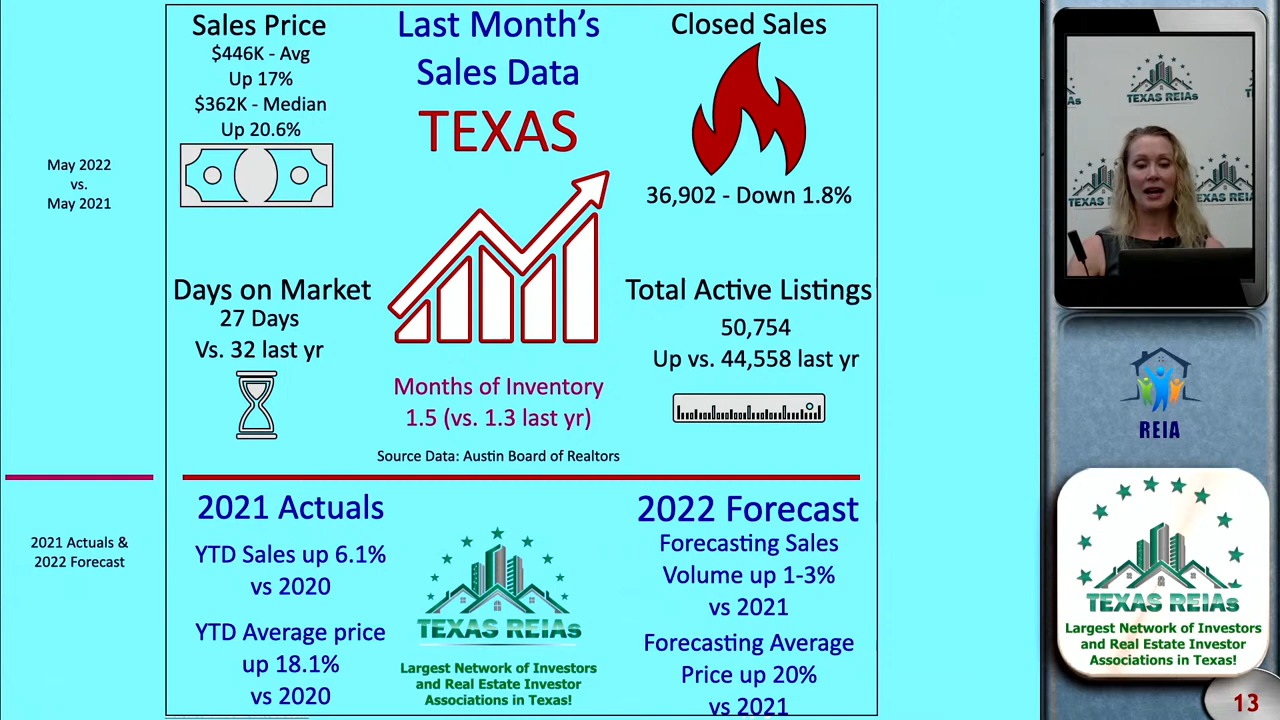 May 2022
vs.
May 2021
2021 Actuals &
2022 Forecast
Sales Price
$446K - Avg
Up 17%
$362K - Median
Up 20.6%
Last Month’s
Sales Data
TEXAS
Closed Sales
36,902 - Down 1.8%
Days on Market
27 Days
Vs. 32 last yr
Months of Inventory
1.5 (vs. 1.3 last yr)
Total Active Listings
50,754
Up vs. 44,558 last yr
Source Data: Austin Board of Realtors
2021 Actuals
YTD Sales up 6.1%
vs 2020
YTD Average price
up 18.1%
vs 2020
TEXAS REIAs
Largest Network of Investors
and Real Estate Investor
Associations in Texas!
2022 Forecast
Forecasting Sales
Volume up 1-3%
vs 2021
Forecasting Average
Price up 20%
vs 2021
TEXAS REIAs
As
T
TEXAS R
EXAS REIA
REIA
TEXAS REIAs
Largest Network of Investors
and Real Estate Investor
Associations in Texas!
13